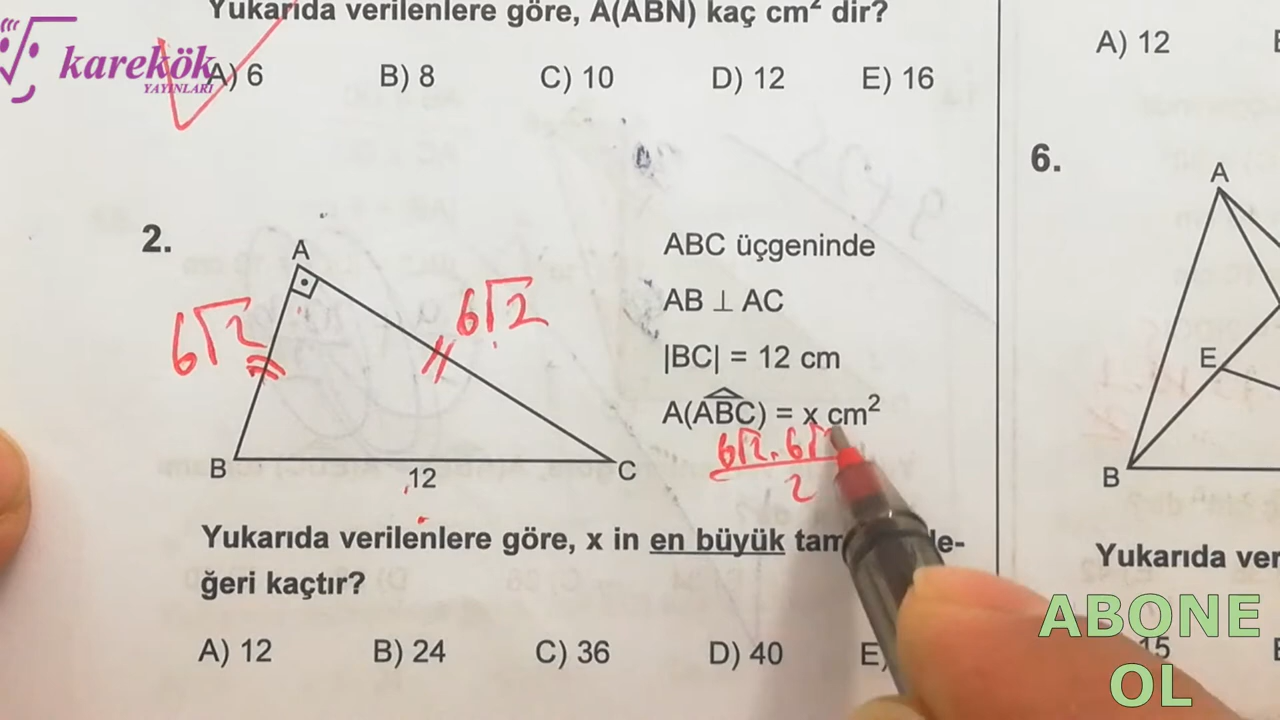 Yukarıda verilenlere göre, A(ABN) kaç cm² dir?
karekök
YAYINLARI
A) 6 B) 8 C) 10 D) 12 E) 16
2.
A
6√2
6√2
B
12
C
ABC üçgeninde
AB ⊥ AC
|BC| = 12 cm
A(ABC) = x cm²
6√2 . 6√
2
Yukarıda verilenlere göre, x in en büyük tam
ğeri kaçtır?
A) 12 B) 24 C) 36 D) 40 E)
A) 12
6.
A
E
B
Yukarıda
15
ABONE
OL